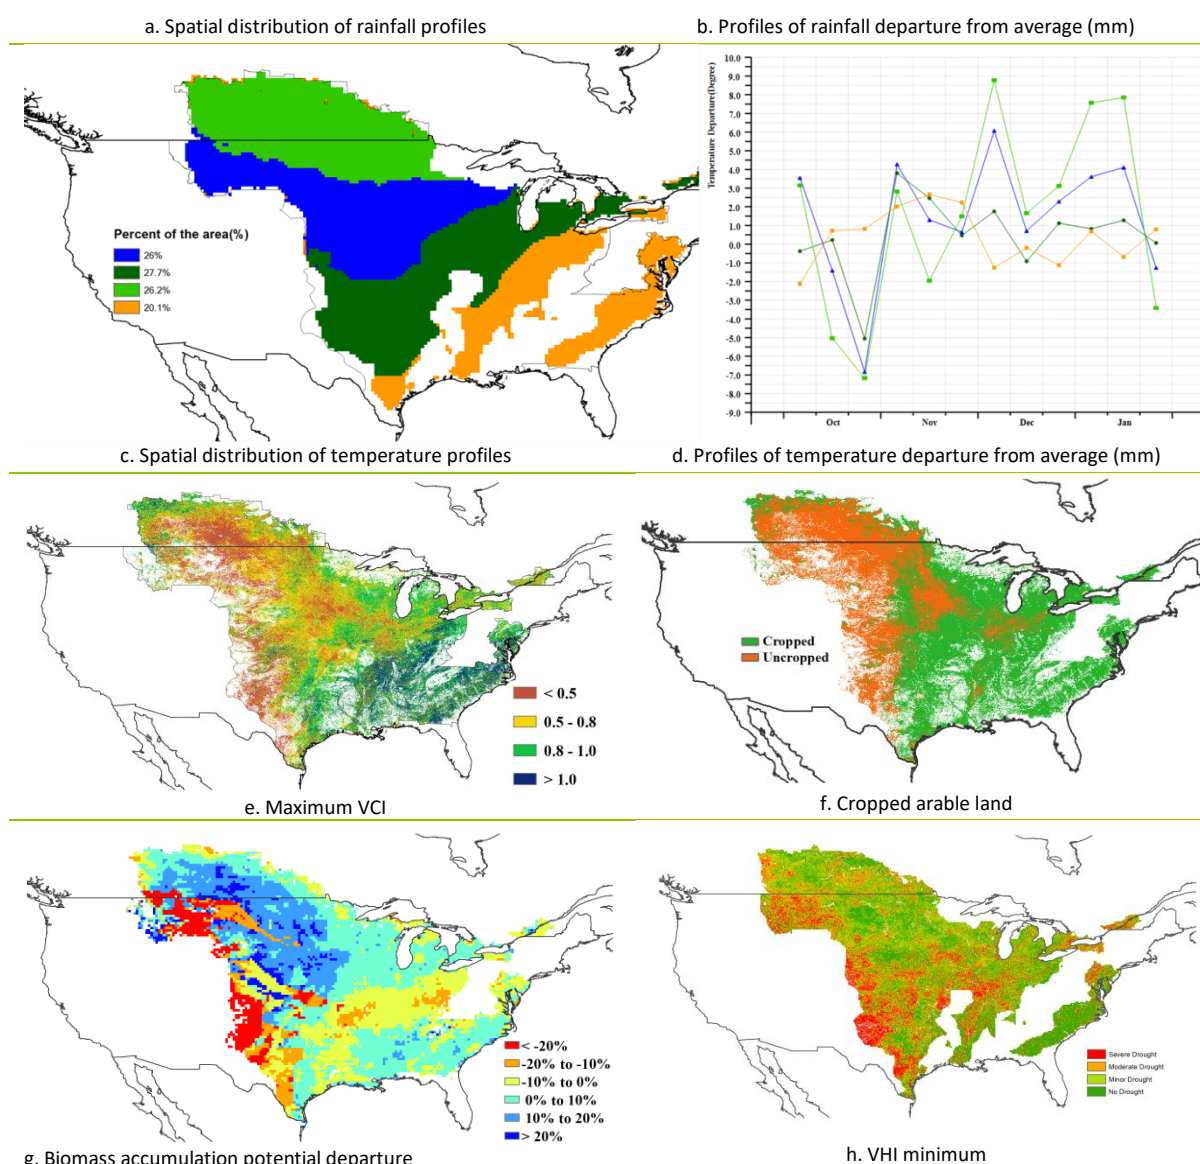 a. Spatial distribution of rainfall profiles
b. Profiles of rainfall departure from average (mm)
Percent of the area(%)
26%
27.7%
26.2%
20.1%
Temperature Departure(Degree)
10.0
9.0
8.0
7.0
6.0
5.0
4.0
3.0
2.0
1.0
0.0
-1.0
-2.0
-3.0
-4.0
-5.0
-6.0
-7.0
-8.0
-9.0
Oct
Nov
Dec
Jan
c. Spatial distribution of temperature profiles
d. Profiles of temperature departure from average (mm)
< 0.5
0.5 - 0.8
0.8 - 1.0
> 1.0
Cropped
Uncropped
e. Maximum VCI
f. Cropped arable land
< -20%
-20% to -10%
-10% to 0%
0% to 10%
10% to 20%
> 20%
Severe Drought
Moderate Drought
Minor Drought
No Drought
g. Biomass accumulation potential departure
h. VHI minimum